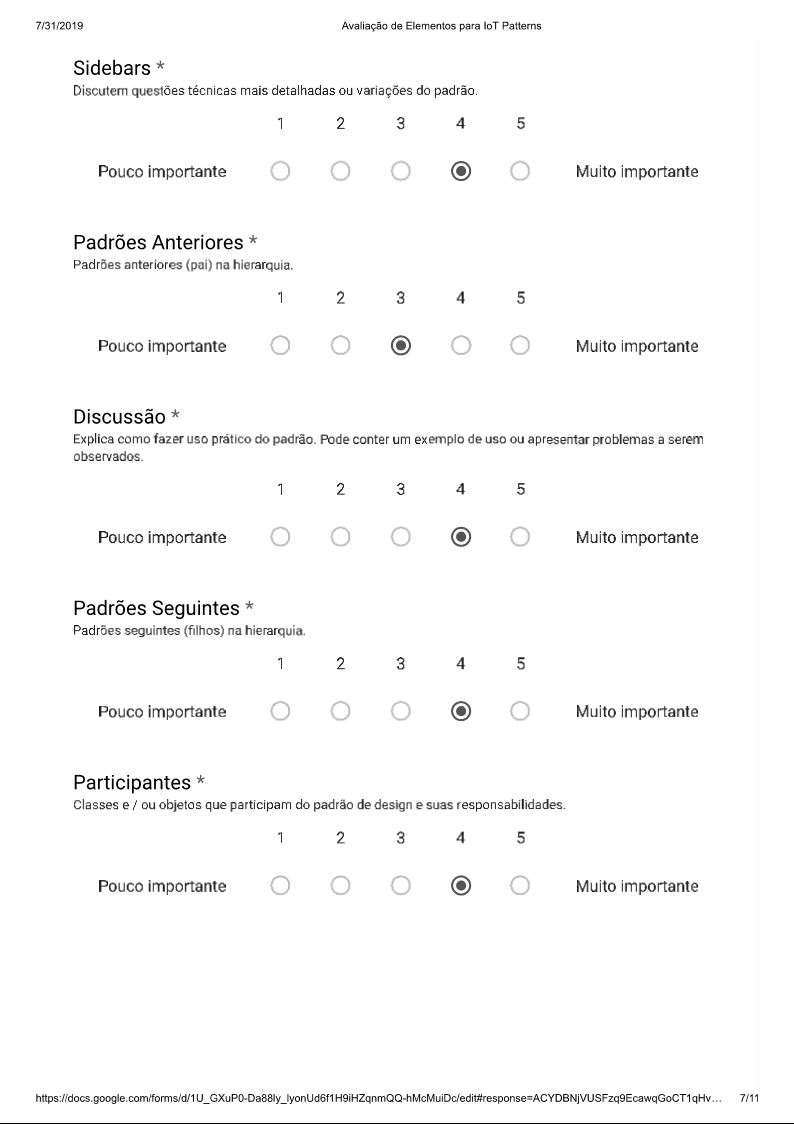 7/31/2019 Avaliação de Elementos para IoT Patterns
Sidebars *
Discutem questões técnicas mais detalhadas ou variações do padrão.
1 2 3 4 5
Pouco importante Muito importante
Padrões Anteriores *
Padrões anteriores (pai) na hierarquia.
1 2 3 4 5
Pouco importante Muito importante
Discussão *
Explica como fazer uso prático do padrão. Pode conter um exemplo de uso ou apresentar problemas a serem
observados.
1 2 3 4 5
Pouco importante Muito importante
Padrões Seguintes *
Padrões seguintes (filhos) na hierarquia.
1 2 3 4 5
Pouco importante Muito importante
Participantes *
Classes e / ou objetos que participam do padrão de design e suas responsabilidades.
1 2 3 4 5
Pouco importante Muito importante
https://docs.google.com/forms/d/1U_GXuP0-Da88ly_lyonUd6f1H9iHZqnmQQ-hMcMuiDc/edit#response=ACYDBNjVUSFzq9EcawqGoCT1qHv… 7/11